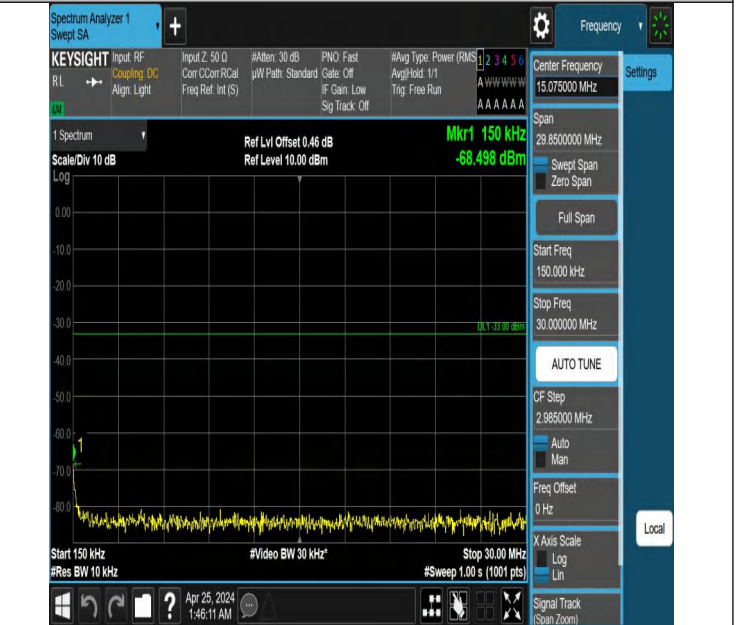 Spectrum Analyzer 1
Swept SA
+
Frequency
KEYSIGHT
RL
Input: RF
Coupling: DC
Align: Light
Input Z: 50 Ω
Corr CCorr RCal
Freq Ref: Int (S)
#Atten: 30 dB
µW Path: Standard
PNO: Fast
Gate: Off
IF Gain: Low
Sig Track: Off
#Avg Type: Power (RMS
Avg|Hold: 1/1
Trig: Free Run
1 2 3 4 5 6
A W W W W W
A A A A A A
1 Spectrum
Scale/Div 10 dB
Ref Lvl Offset 0.46 dB
Ref Level 10.00 dBm
Mkr1 150 kHz
-68.498 dBm
Log
0.00
-10.0
-20.0
-30.0
DL1 -33.00 dBm
-40.0
-50.0
-60.0
1
-70.0
-80.0
Start 150 kHz
#Video BW 30 kHz*
Stop 30.00 MHz
#Res BW 10 kHz
#Sweep 1.00 s (1001 pts)
?
Apr 25, 2024
1:46:11 AM
Center Frequency
15.075000 MHz
Settings
Span
29.8500000 MHz
Swept Span
Zero Span
Full Span
Start Freq
150.000 kHz
Stop Freq
30.000000 MHz
AUTO TUNE
CF Step
2.985000 MHz
Auto
Man
Freq Offset
0 Hz
X Axis Scale
Log
Lin
Local
Signal Track
(Span Zoom)